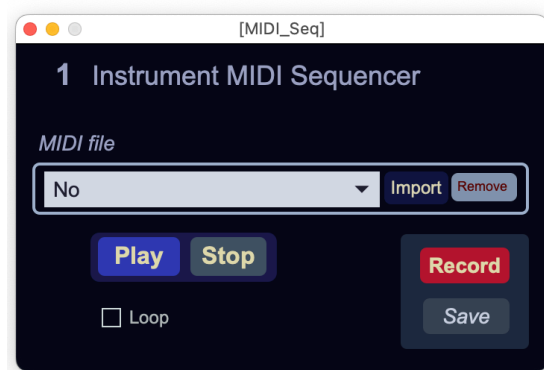 [MIDI_Seq]
1 Instrument MIDI Sequencer
MIDI file
No Import Remove
Play Stop
Record
Loop
Save